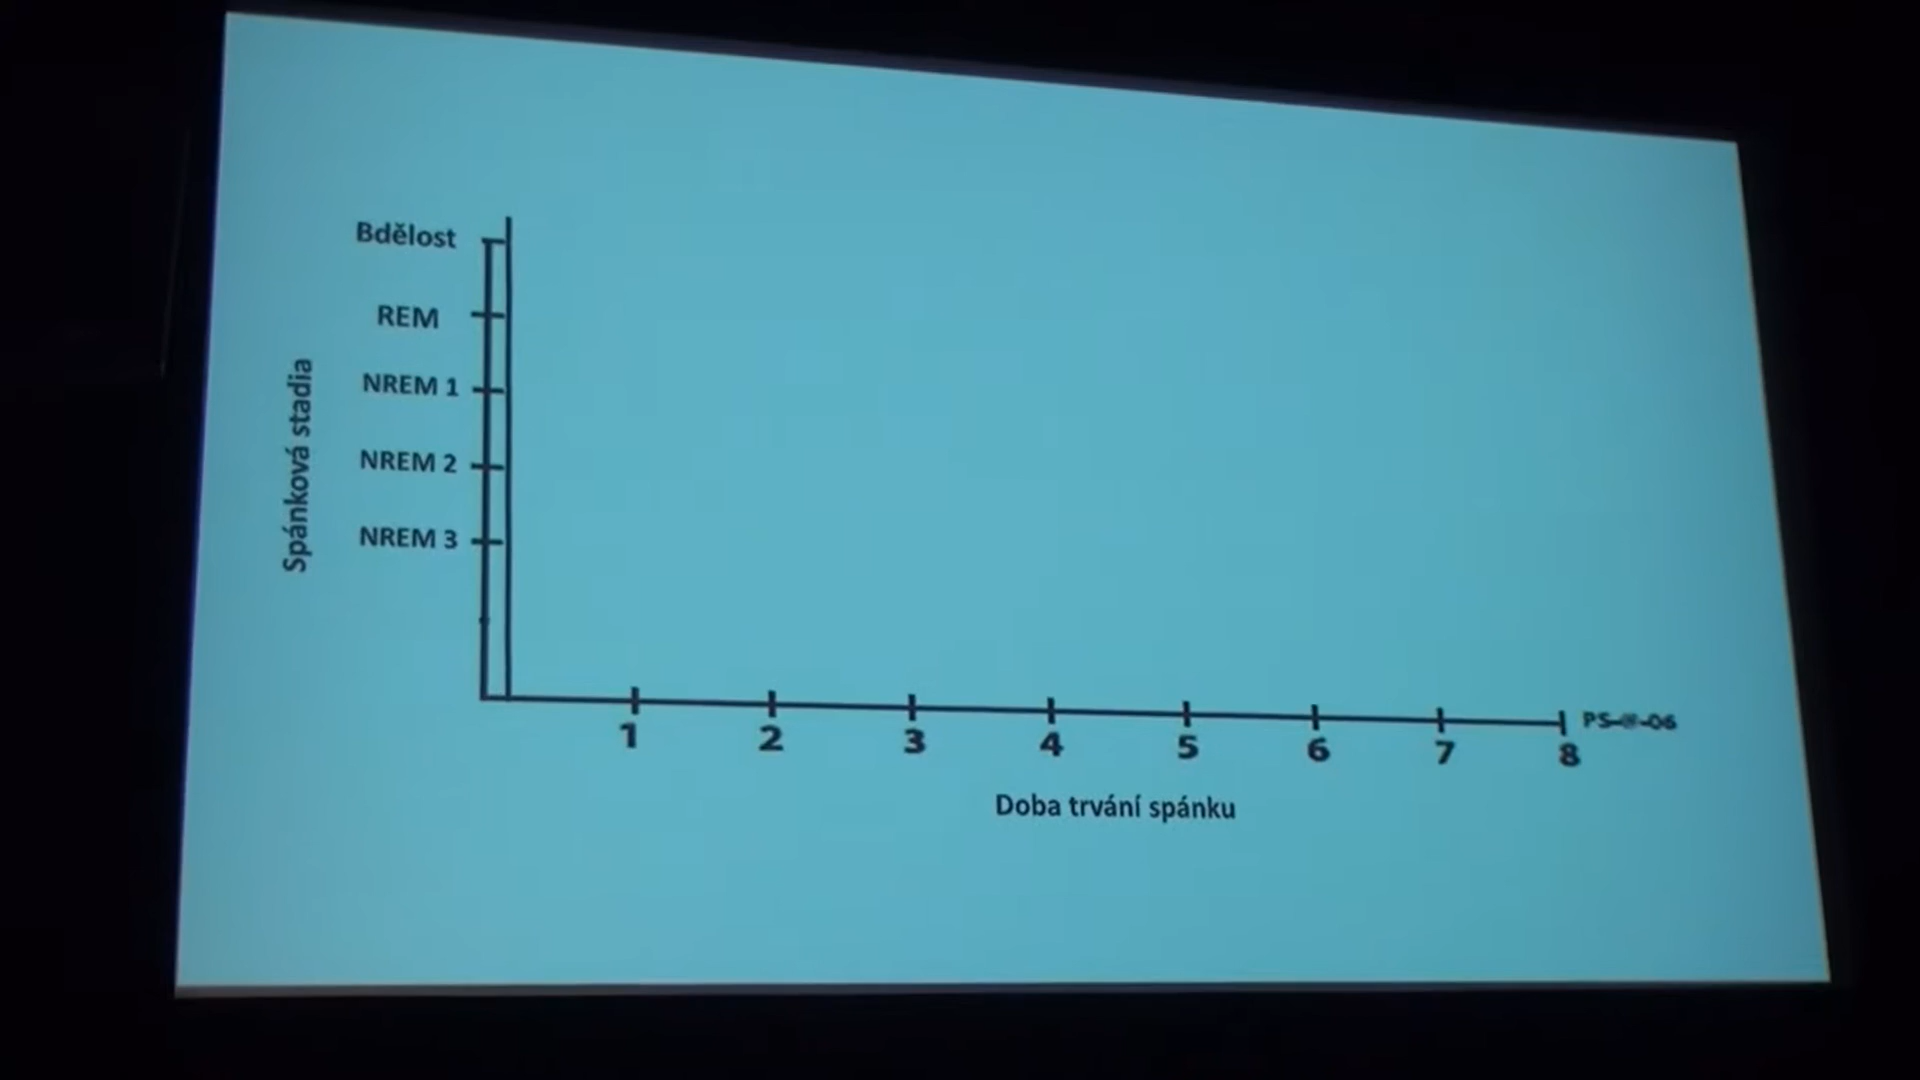 Bdělost
REM
NREM 1
NREM 2
NREM 3
Spánková stadia
1 2 3 4 5 6 7 8
Doba trvání spánku